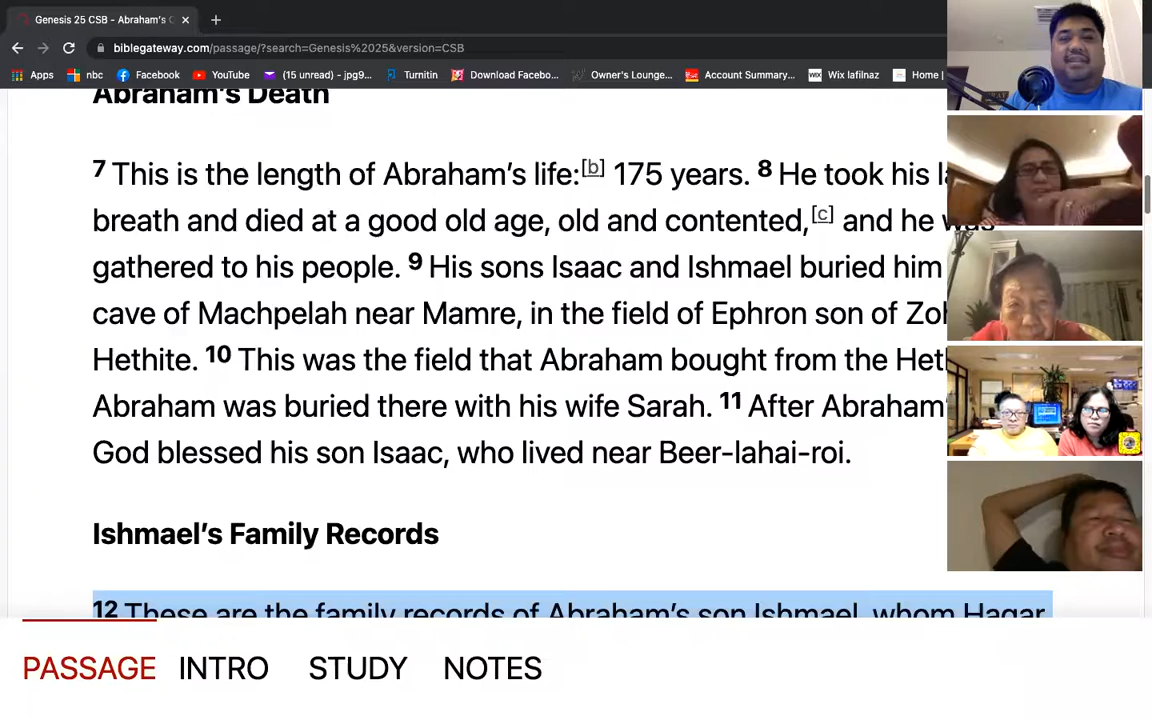 Genesis 25 CSB - Abraham's
biblegateway.com/passage/?search=Genesis%2025&version=CSB
Apps nbc Facebook YouTube (15 unread) - jpg9... Turnitin Download Facebo... Owner's Lounge... Account Summary... WIX Wix lafilnaz Home |
Abraham's Death
7 This is the length of Abraham's life:[b] 175 years. 8 He took his
breath and died at a good old age, old and contented,[c] and he was
gathered to his people. 9 His sons Isaac and Ishmael buried him
cave of Machpelah near Mamre, in the field of Ephron son of
Hethite. 10 This was the field that Abraham bought from the
Abraham was buried there with his wife Sarah. 11 After
God blessed his son Isaac, who lived near Beer-lahai-roi.
Ishmael's Family Records
12 These are the family records of Abraham's son Ishmael, whom Hagar
PASSAGE INTRO STUDY NOTES